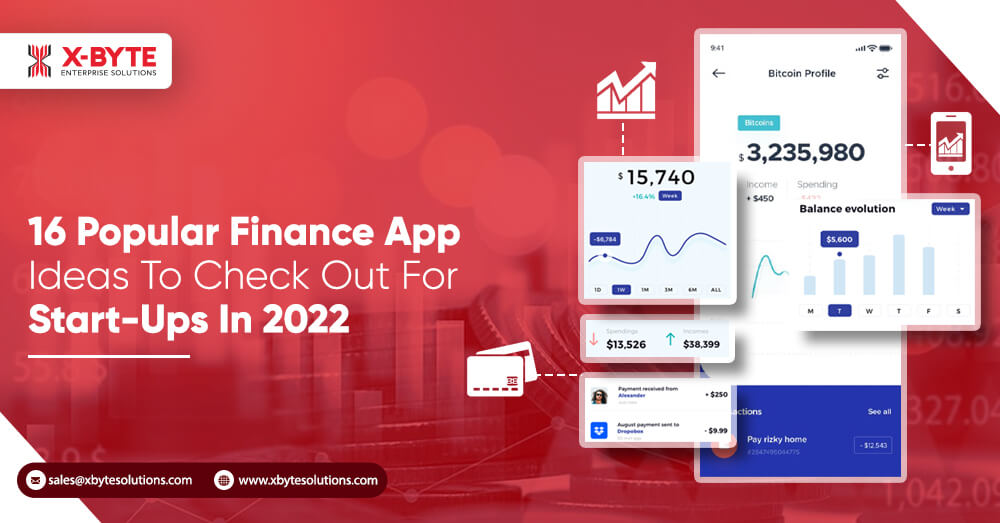 X-BYTE
ENTERPRISE SOLUTIONS
16 Popular Finance App
Ideas To Check Out For
Start-Ups In 2022
sales@xbytesolutions.com
www.xbytesolutions.com
9:41
Bitcoin Profile
Bitcoins
$ 3,235,980
Income
Spending
+ $450
$ 15,740
+16.4%
Week
-$6,784
1D 1W 1M 3M 6M ALL
Balance evolution
Week
$5,600
M T W T F S
Spendings
$13,526
Incomes
$38,399
Payment received from
Alexander
+ $250
August payment sent to
Dropobox
- $9.99
See all
Pay rizky home
- $12,543